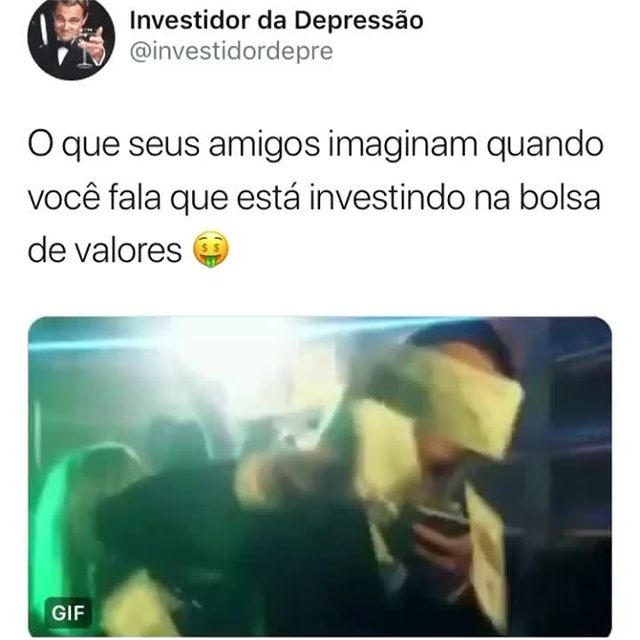 Investidor da Depressão
@investidordepre
O que seus amigos imaginam quando
você fala que está investindo na bolsa
de valores 🤑
GIF